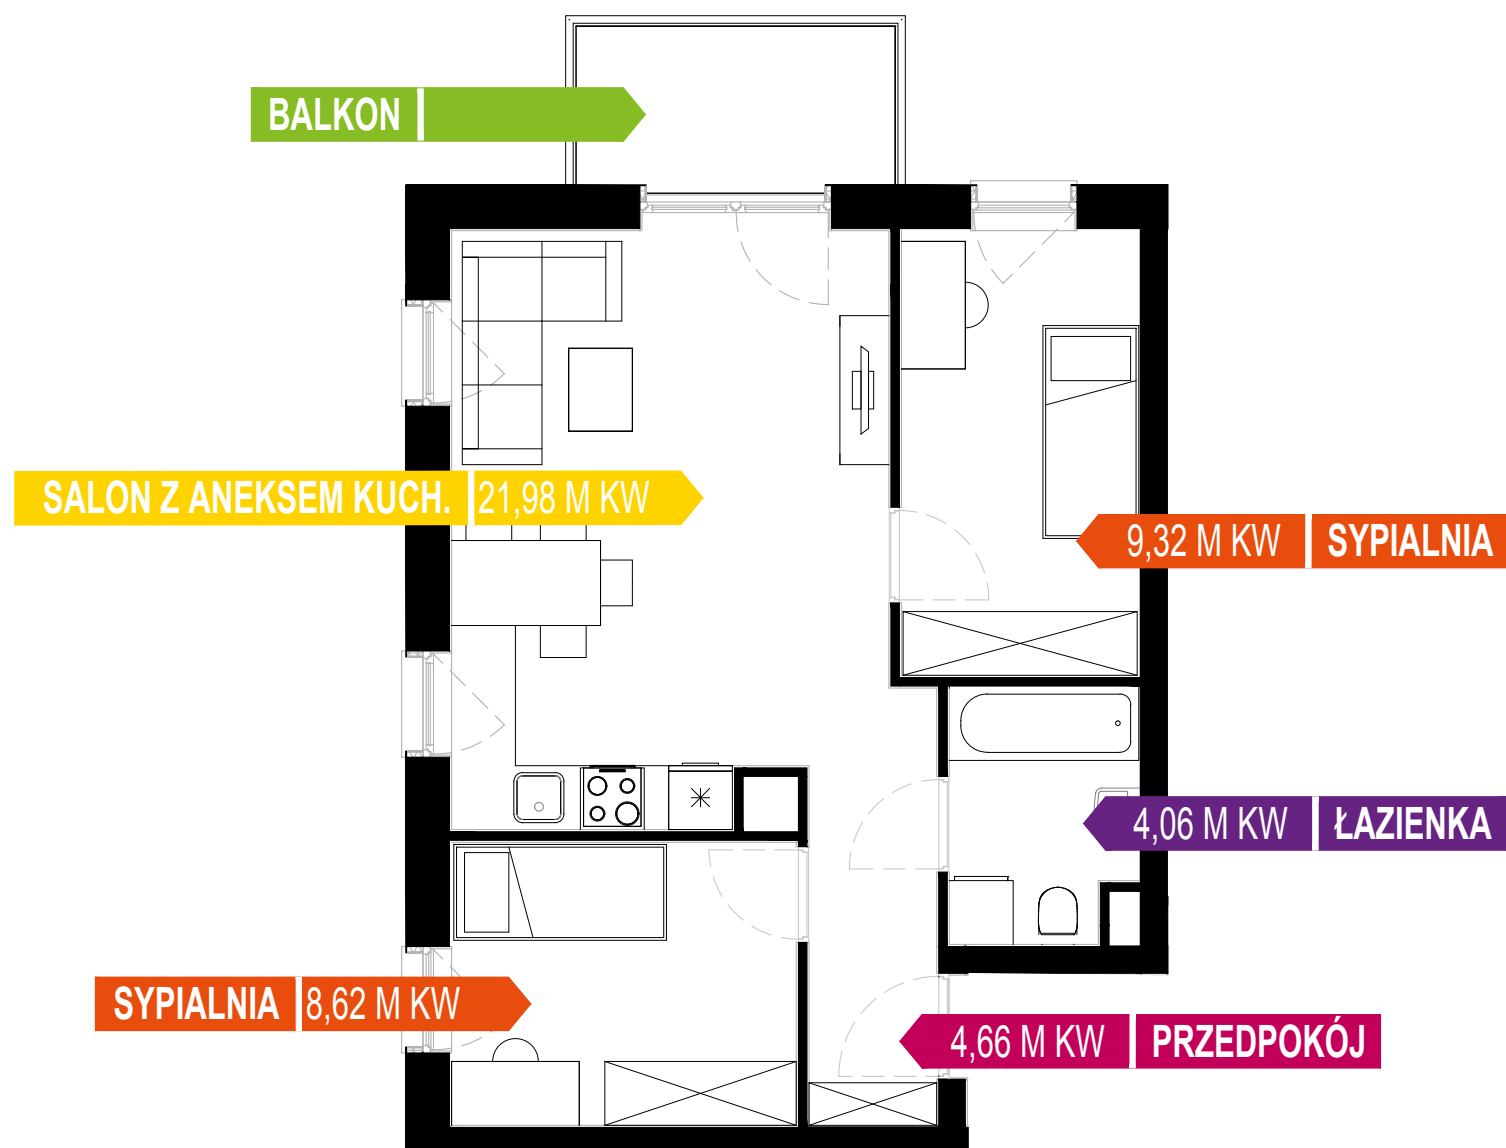 BALKON
SALON Z ANEKSEM KUCH. 21,98 M KW
9,32 M KW SYPIALNIA
4,06 M KW ŁAZIENKA
SYPIALNIA 8,62 M KW
4,66 M KW PRZEDPOKÓJ